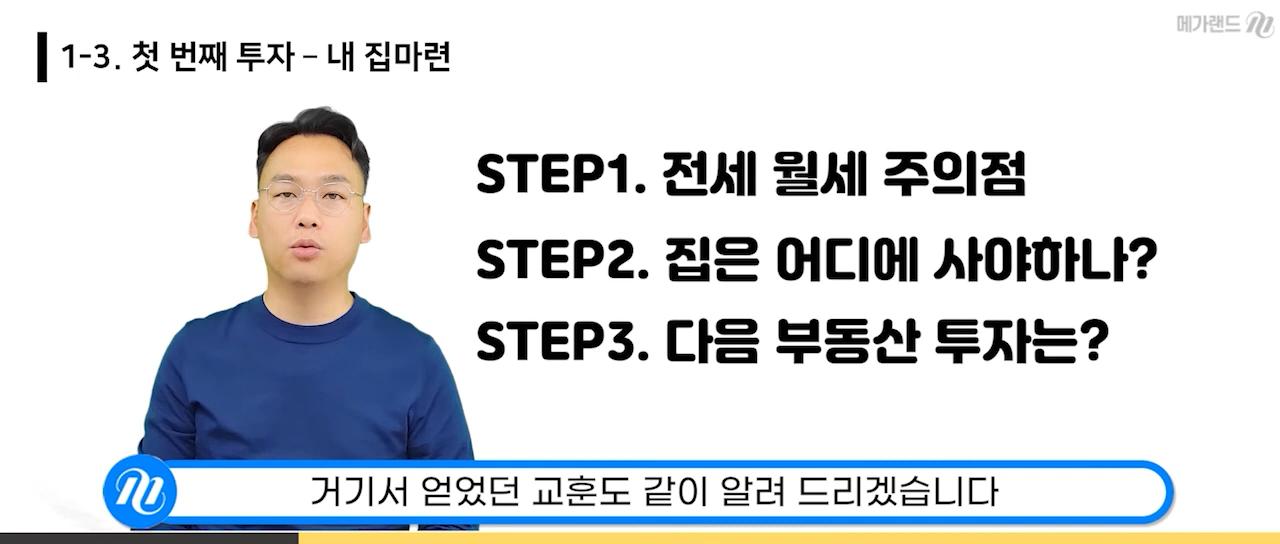 메가랜드
1-3. 첫 번째 투자 – 내 집마련
STEP1. 전세 월세 주의점
STEP2. 집은 어디에 사야하나?
STEP3. 다음 부동산 투자는?
거기서 얻었던 교훈도 같이 알려 드리겠습니다